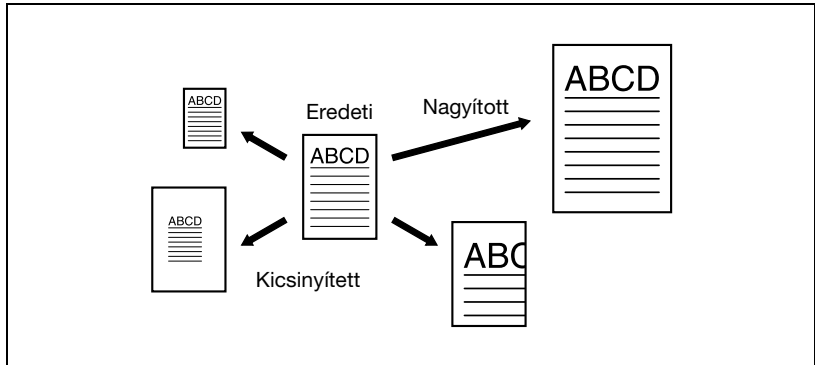 ABCD
Eredeti
Nagyított
ABCD
ABCD
ABCD
Kicsinyített
ABC